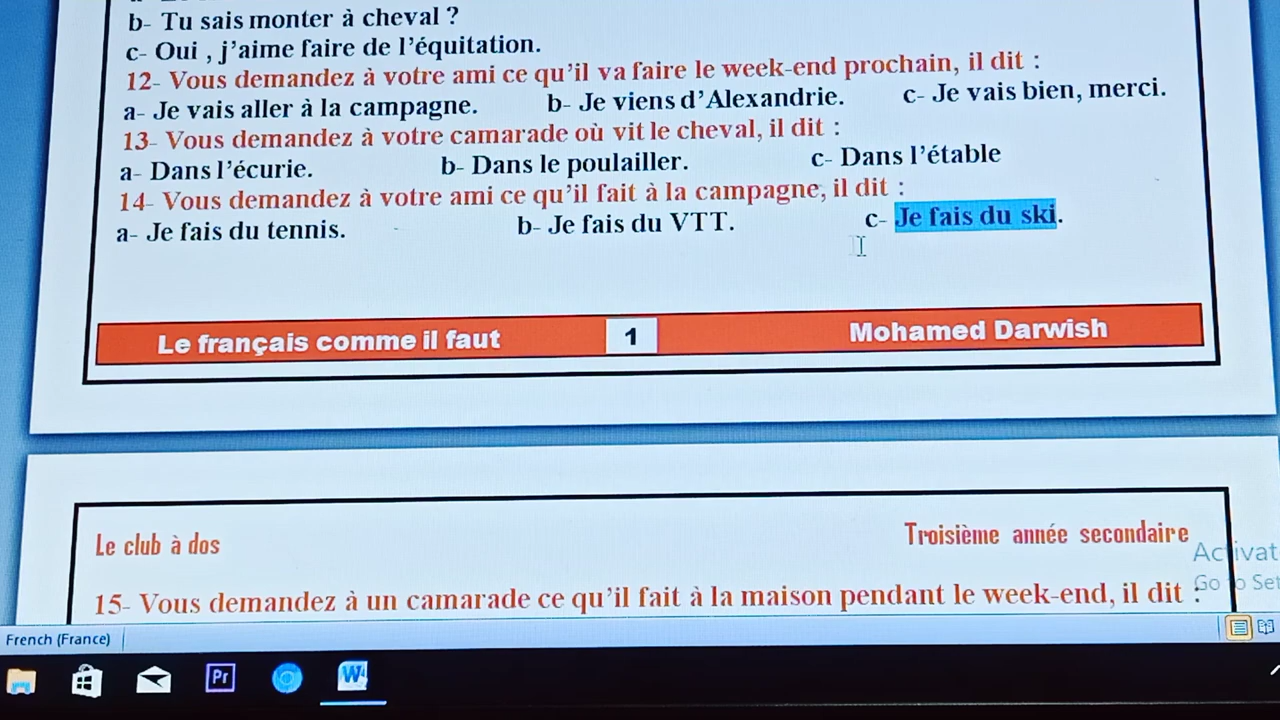 b- Tu sais monter à cheval ?
c- Oui , j’aime faire de l’équitation.
12- Vous demandez à votre ami ce qu’il va faire le week-end prochain, il dit :
a- Je vais aller à la campagne. b- Je viens d’Alexandrie. c- Je vais bien, merci.
13- Vous demandez à votre camarade où vit le cheval, il dit :
a- Dans l’écurie. b- Dans le poulailler. c- Dans l’étable
14- Vous demandez à votre ami ce qu’il fait à la campagne, il dit :
a- Je fais du tennis. b- Je fais du VTT. c- Je fais du ski.
Le français comme il faut 1 Mohamed Darwish
Le club à dos Troisième année secondaire
Activat
Go to Set
15- Vous demandez à un camarade ce qu’il fait à la maison pendant le week-end, il dit :
French (France)
Pr
W